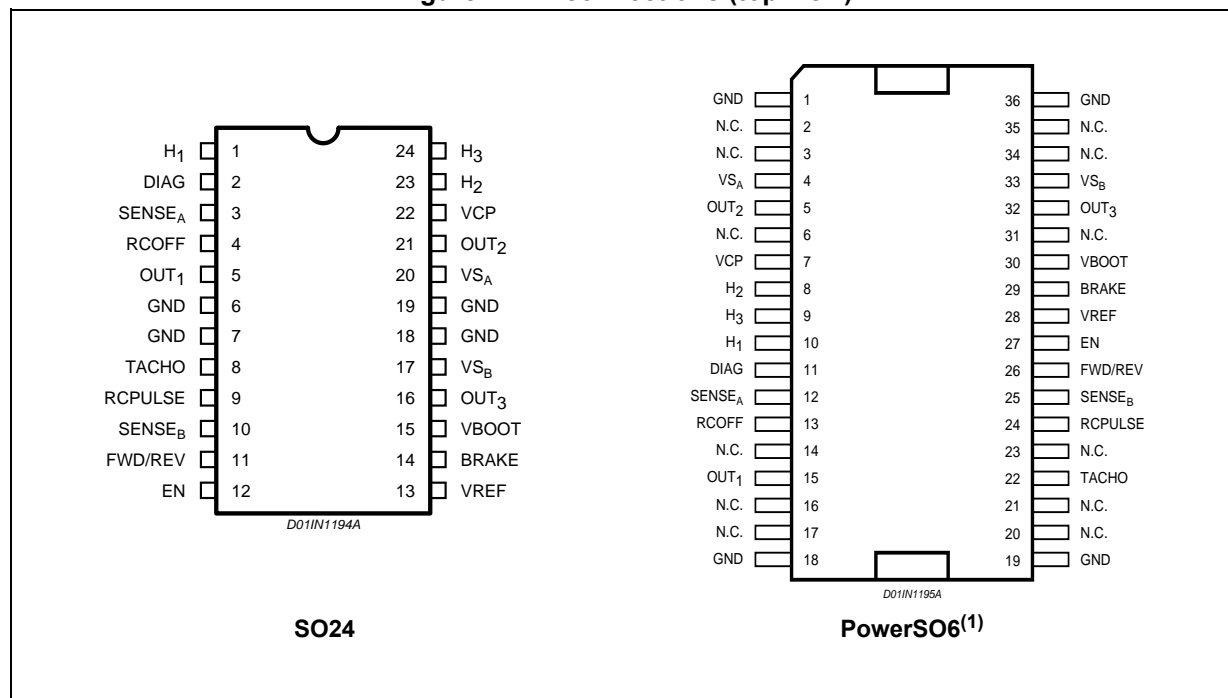 H1 1 24 H3
DIAG 2 23 H2
SENSEA 3 22 VCP
RCOFF 4 21 OUT2
OUT1 5 20 VSA
GND 6 19 GND
GND 7 18 GND
TACHO 8 17 VSB
RCPULSE 9 16 OUT3
SENSEB 10 15 VBOOT
FWD/REV 11 14 BRAKE
EN 12 13 VREF
D01IN1194A
SO24
GND 1 36 GND
N.C. 2 35 N.C.
N.C. 3 34 N.C.
VSA 4 33 VSB
OUT2 5 32 OUT3
N.C. 6 31 N.C.
VCP 7 30 VBOOT
H2 8 29 BRAKE
H3 9 28 VREF
H1 10 27 EN
DIAG 11 26 FWD/REV
SENSEA 12 25 SENSEB
RCOFF 13 24 RCPULSE
N.C. 14 23 N.C.
OUT1 15 22 TACHO
N.C. 16 21 N.C.
N.C. 17 20 N.C.
GND 18 19 GND
D01IN1195A
PowerSO6(1)